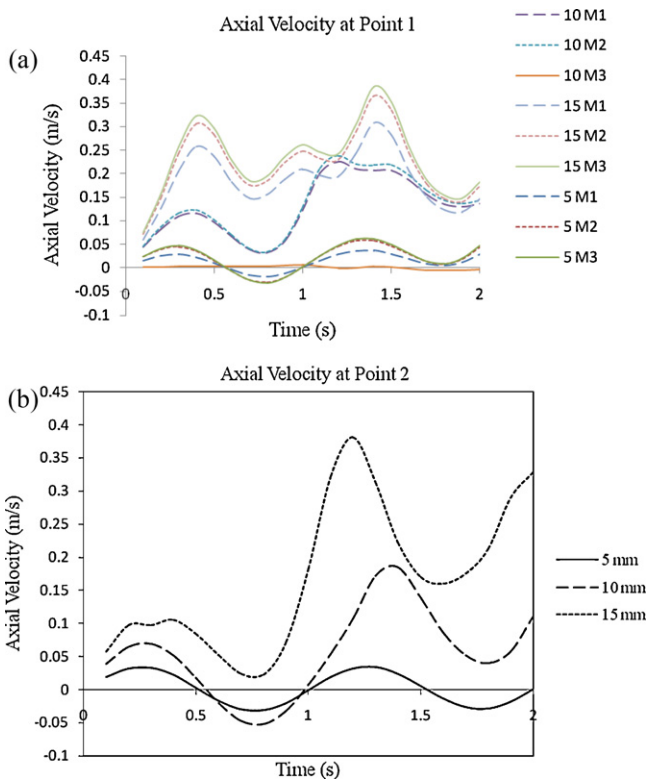 (a)
Axial Velocity at Point 1
Axial Velocity (m/s)
0.45
0.4
0.35
0.3
0.25
0.2
0.15
0.1
0.05
0
-0.05
-0.1
0
0.5
1
1.5
2
Time (s)
10 M1
10 M2
10 M3
15 M1
15 M2
15 M3
5 M1
5 M2
5 M3
(b)
Axial Velocity at Point 2
Axial Velocity (m/s)
0.45
0.4
0.35
0.3
0.25
0.2
0.15
0.1
0.05
0
-0.05
-0.1
0
0.5
1
1.5
2
Time (s)
5 mm
10 mm
15 mm